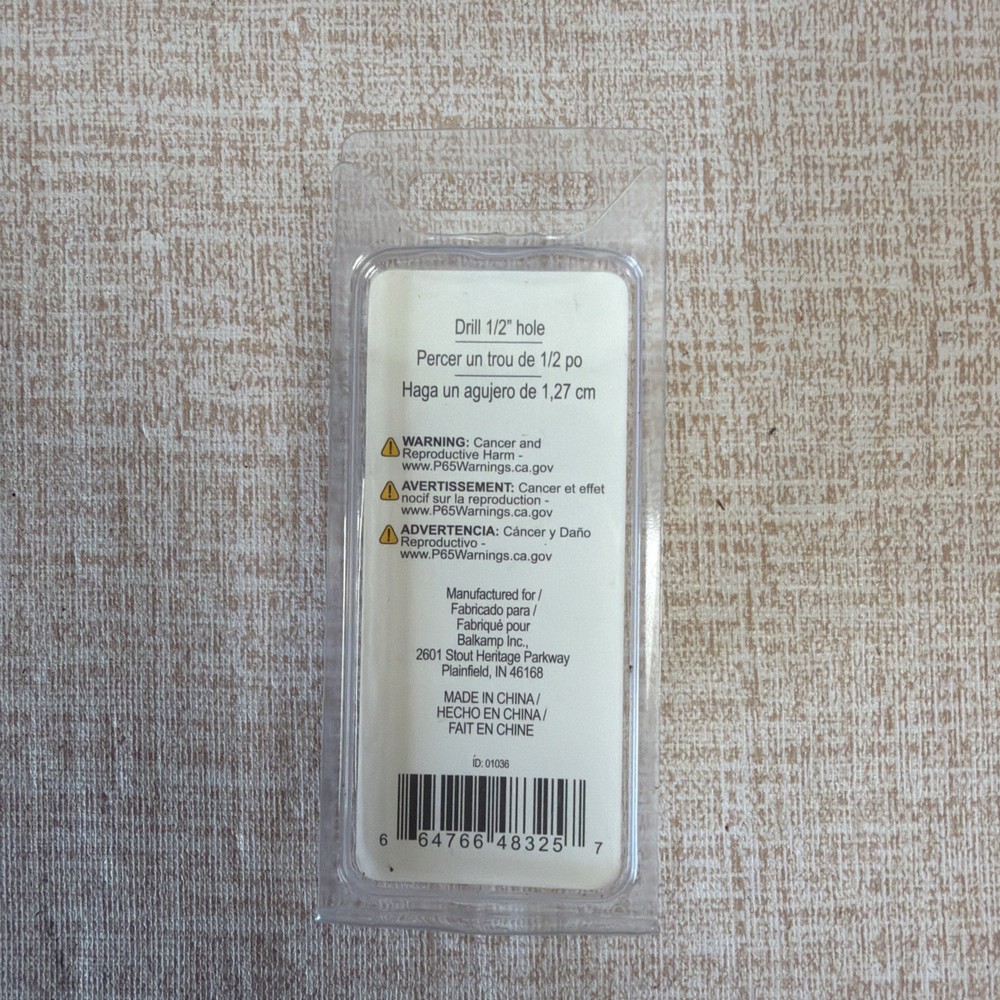 Drill 1/2" hole
Percer un trou de 1/2 po
Haga un agujero de 1,27 cm
WARNING: Cancer and
Reproductive Harm -
www.P65Warnings.ca.gov
AVERTISSEMENT: Cancer et effet
nocif sur la reproduction -
www.P65Warnings.ca.gov
ADVERTENCIA: Cáncer y Daño
Reproductivo -
www.P65Warnings.ca.gov
Manufactured for /
Fabricado para /
Fabriqué pour
Balkamp Inc.,
2601 Stout Heritage Parkway
Plainfield, IN 46168
MADE IN CHINA /
HECHO EN CHINA /
FAIT EN CHINE
ID: 01036
6 64766 48325 7